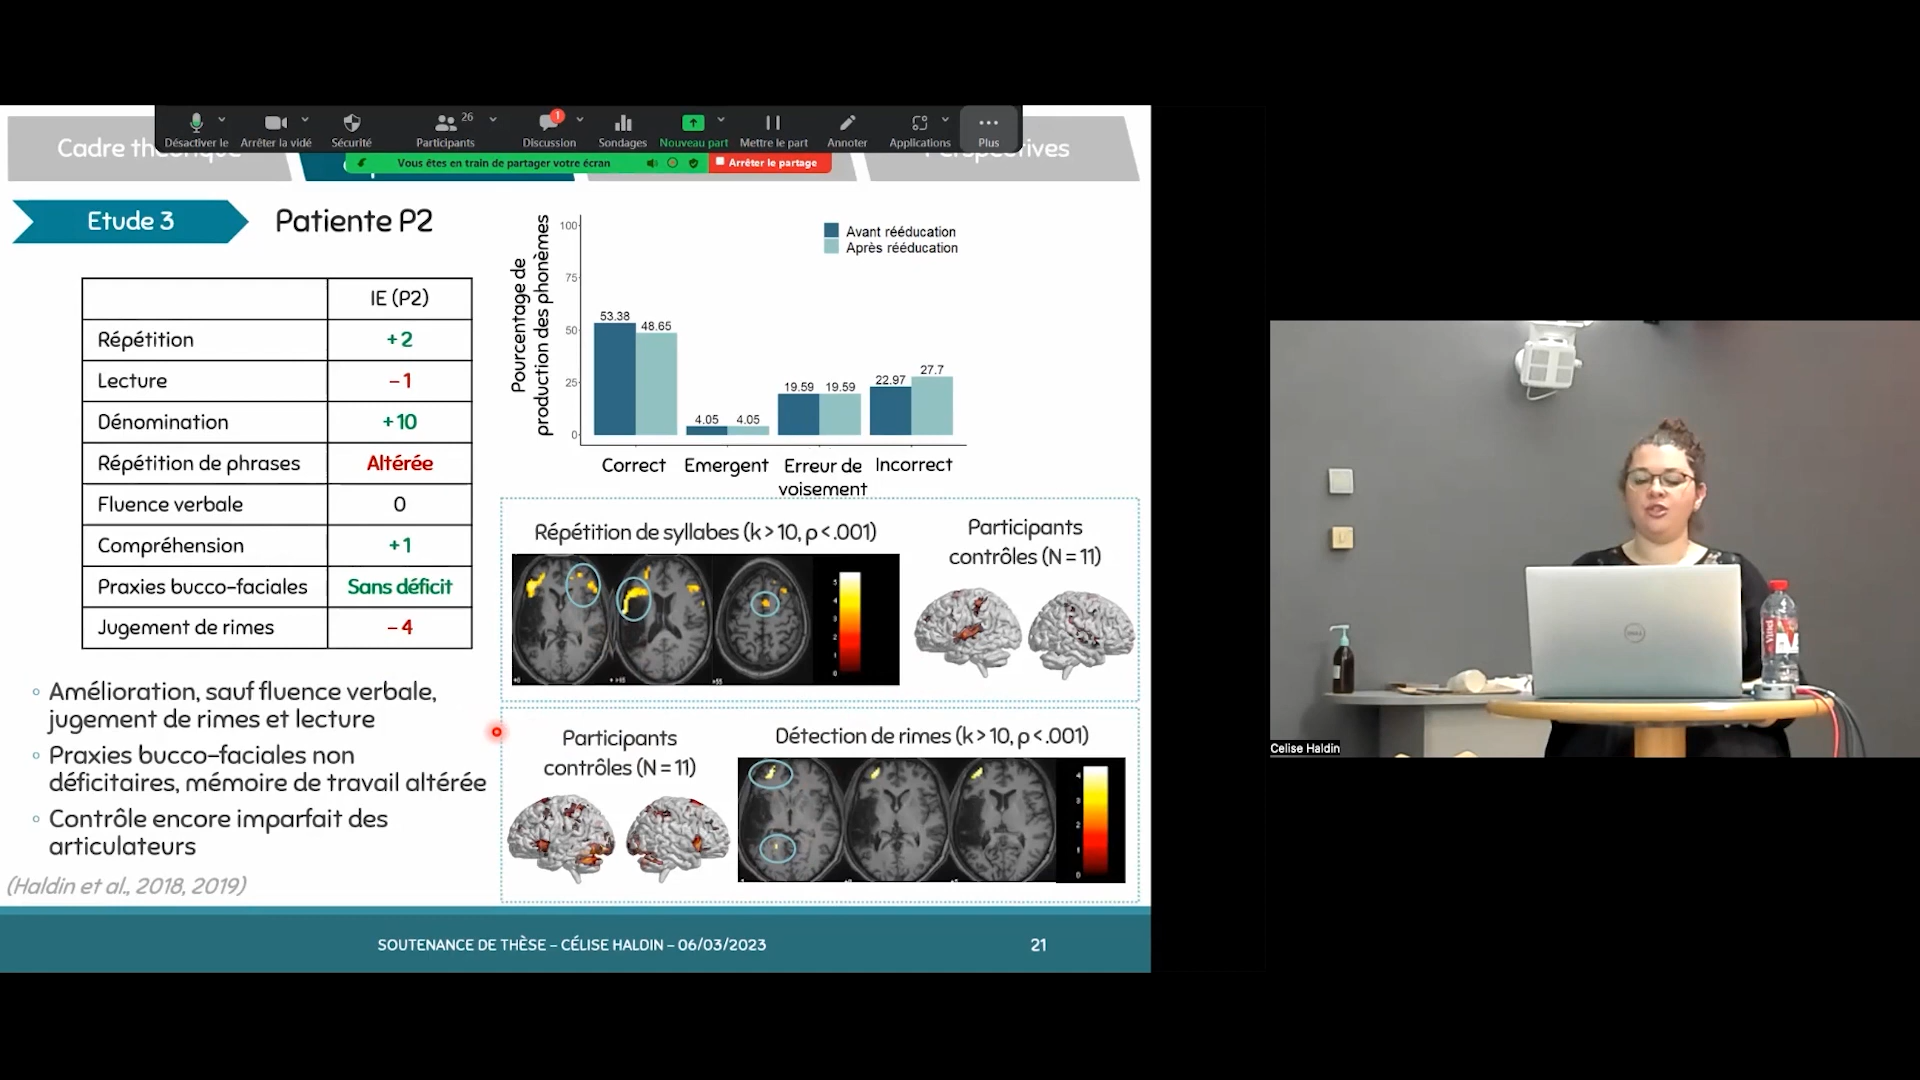 Désactiver le
Arrêter la vidé
Sécurité
26
Participants
1
Discussion
Sondages
Nouveau part
Mettre le part
Annoter
Applications
Plus
Vous êtes en train de partager votre écran
Arrêter le partage
Cadre théorique
Perspectives
Etude 3
Patiente P2
IE (P2)
Répétition +2
Lecture -1
Dénomination +10
Répétition de phrases Altérée
Fluence verbale 0
Compréhension +1
Praxies bucco-faciales Sans déficit
Jugement de rimes -4
◦ Amélioration, sauf fluence verbale,
jugement de rimes et lecture
◦ Praxies bucco-faciales non
déficitaires, mémoire de travail altérée
◦ Contrôle encore imparfait des
articulateurs
(Haldin et al., 2018, 2019)
Pourcentage de
production des phonèmes
100
75
50
25
0
Avant rééducation
Après rééducation
53.38 48.65
4.05 4.05
19.59 19.59
22.97 27.7
Correct Emergent Erreur de Incorrect
voisement
Répétition de syllabes (k > 10, p < .001)
Participants
contrôles (N = 11)
Participants
contrôles (N = 11)
Détection de rimes (k > 10, p < .001)
SOUTENANCE DE THÈSE – CÉLISE HALDIN – 06/03/2023
21
Celise Haldin